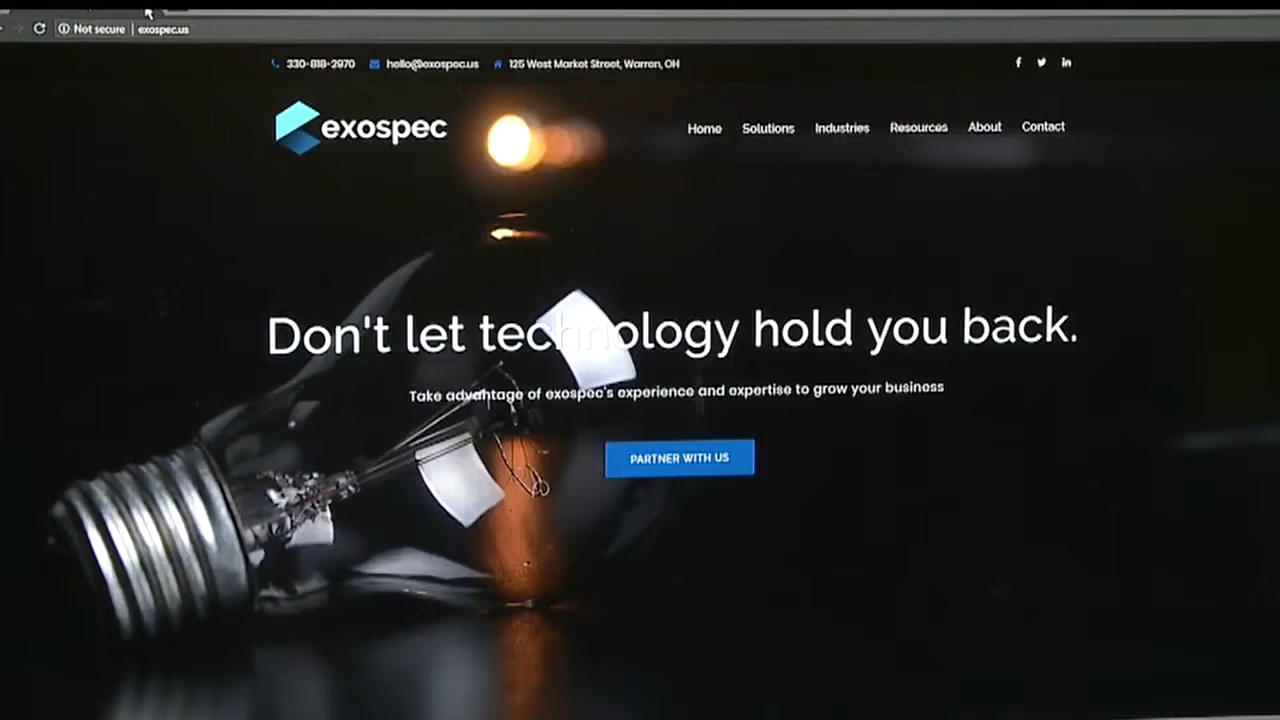 Not secure | exospec.us
330-818-2970 hello@exospec.us 125 West Market Street, Warren, OH
exospec
Home Solutions Industries Resources About Contact
Don't let technology hold you back.
Take advantage of exospec's experience and expertise to grow your business
PARTNER WITH US